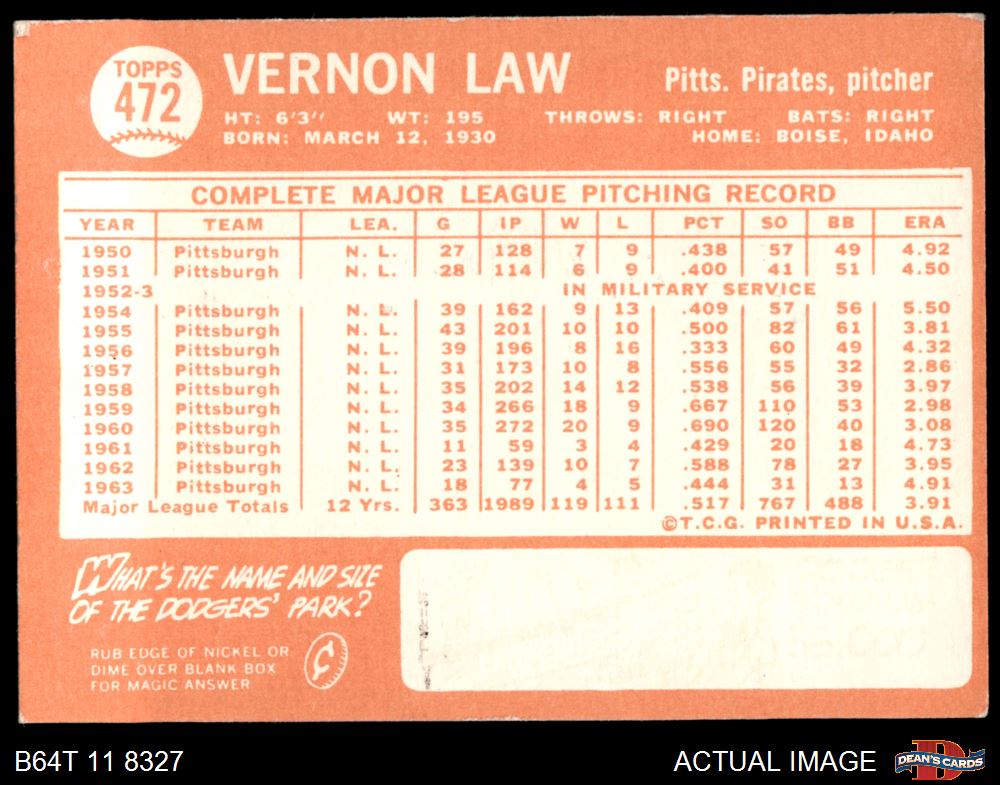 TOPPS
472
VERNON LAW
Pitts. Pirates, pitcher
HT: 6'3" WT: 195 THROWS: RIGHT BATS: RIGHT
BORN: MARCH 12, 1930 HOME: BOISE, IDAHO
COMPLETE MAJOR LEAGUE PITCHING RECORD
YEAR TEAM LEA. G IP W L PCT SO BB ERA
1950 Pittsburgh N. L. 27 128 7 9 .438 57 49 4.92
1951 Pittsburgh N. L. 28 114 6 9 .400 41 51 4.50
1952-3 IN MILITARY SERVICE
1954 Pittsburgh N. L. 39 162 9 13 .409 57 56 5.50
1955 Pittsburgh N. L. 43 201 10 10 .500 82 61 3.81
1956 Pittsburgh N. L. 39 196 8 16 .333 60 49 4.32
1957 Pittsburgh N. L. 31 173 10 8 .556 55 32 2.86
1958 Pittsburgh N. L. 35 202 14 12 .538 56 39 3.97
1959 Pittsburgh N. L. 34 266 18 9 .667 110 53 2.98
1960 Pittsburgh N. L. 35 272 20 9 .690 120 40 3.08
1961 Pittsburgh N. L. 11 59 3 4 .429 20 18 4.73
1962 Pittsburgh N. L. 23 139 10 7 .588 78 27 3.95
1963 Pittsburgh N. L. 18 77 4 5 .444 31 13 4.91
Major League Totals 12 Yrs. 363 1989 119 111 .517 767 488 3.91
©T.C.G. PRINTED IN U.S.A.
WHAT'S THE NAME AND SIZE
OF THE DODGERS' PARK?
RUB EDGE OF NICKEL OR
DIME OVER BLANK BOX
FOR MAGIC ANSWER
B64T 11 8327
ACTUAL IMAGE
DEAN'S CARDS